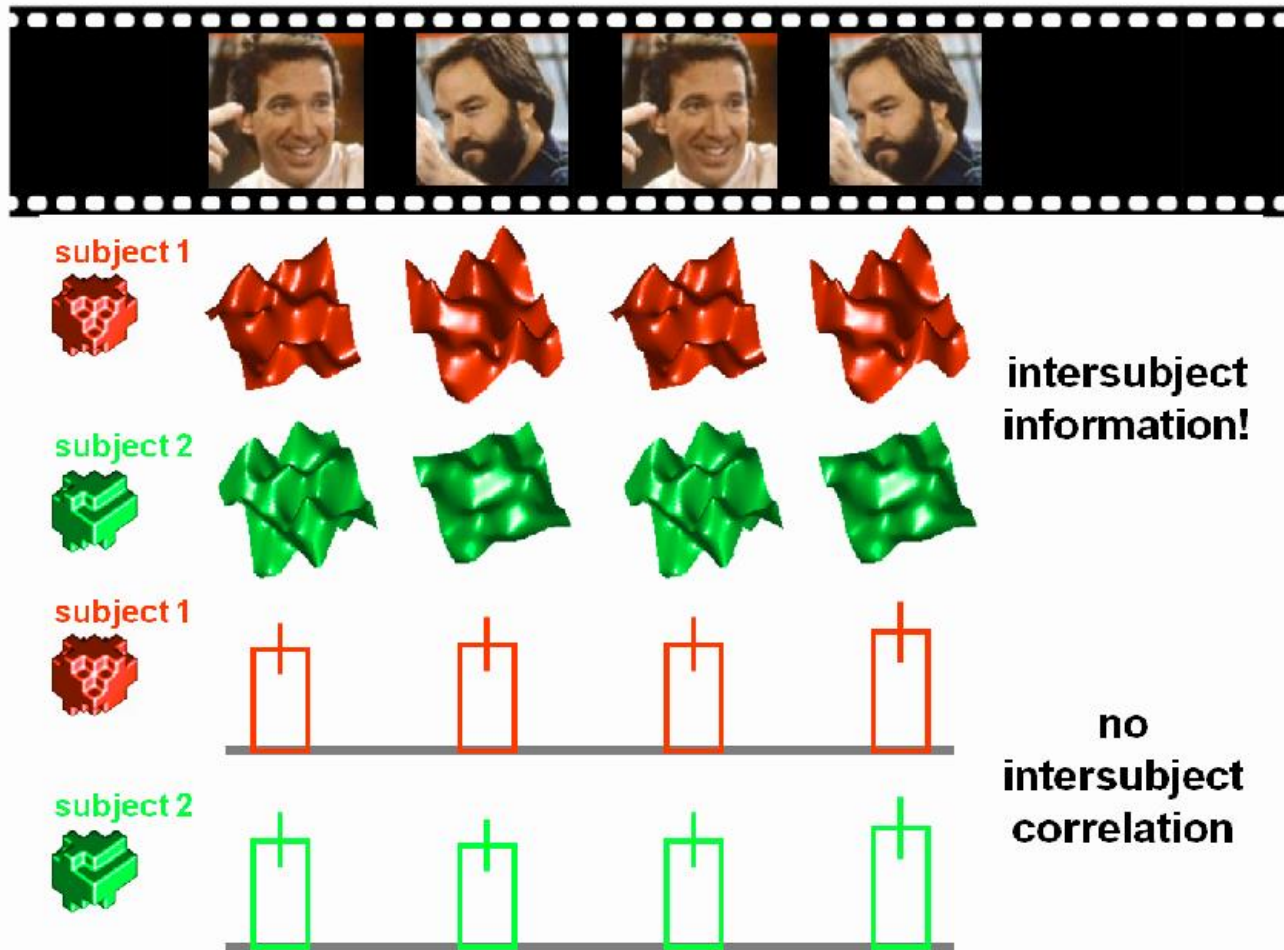 subject 1
intersubject
information!
subject 2
subject 1
no
intersubject
correlation
subject 2